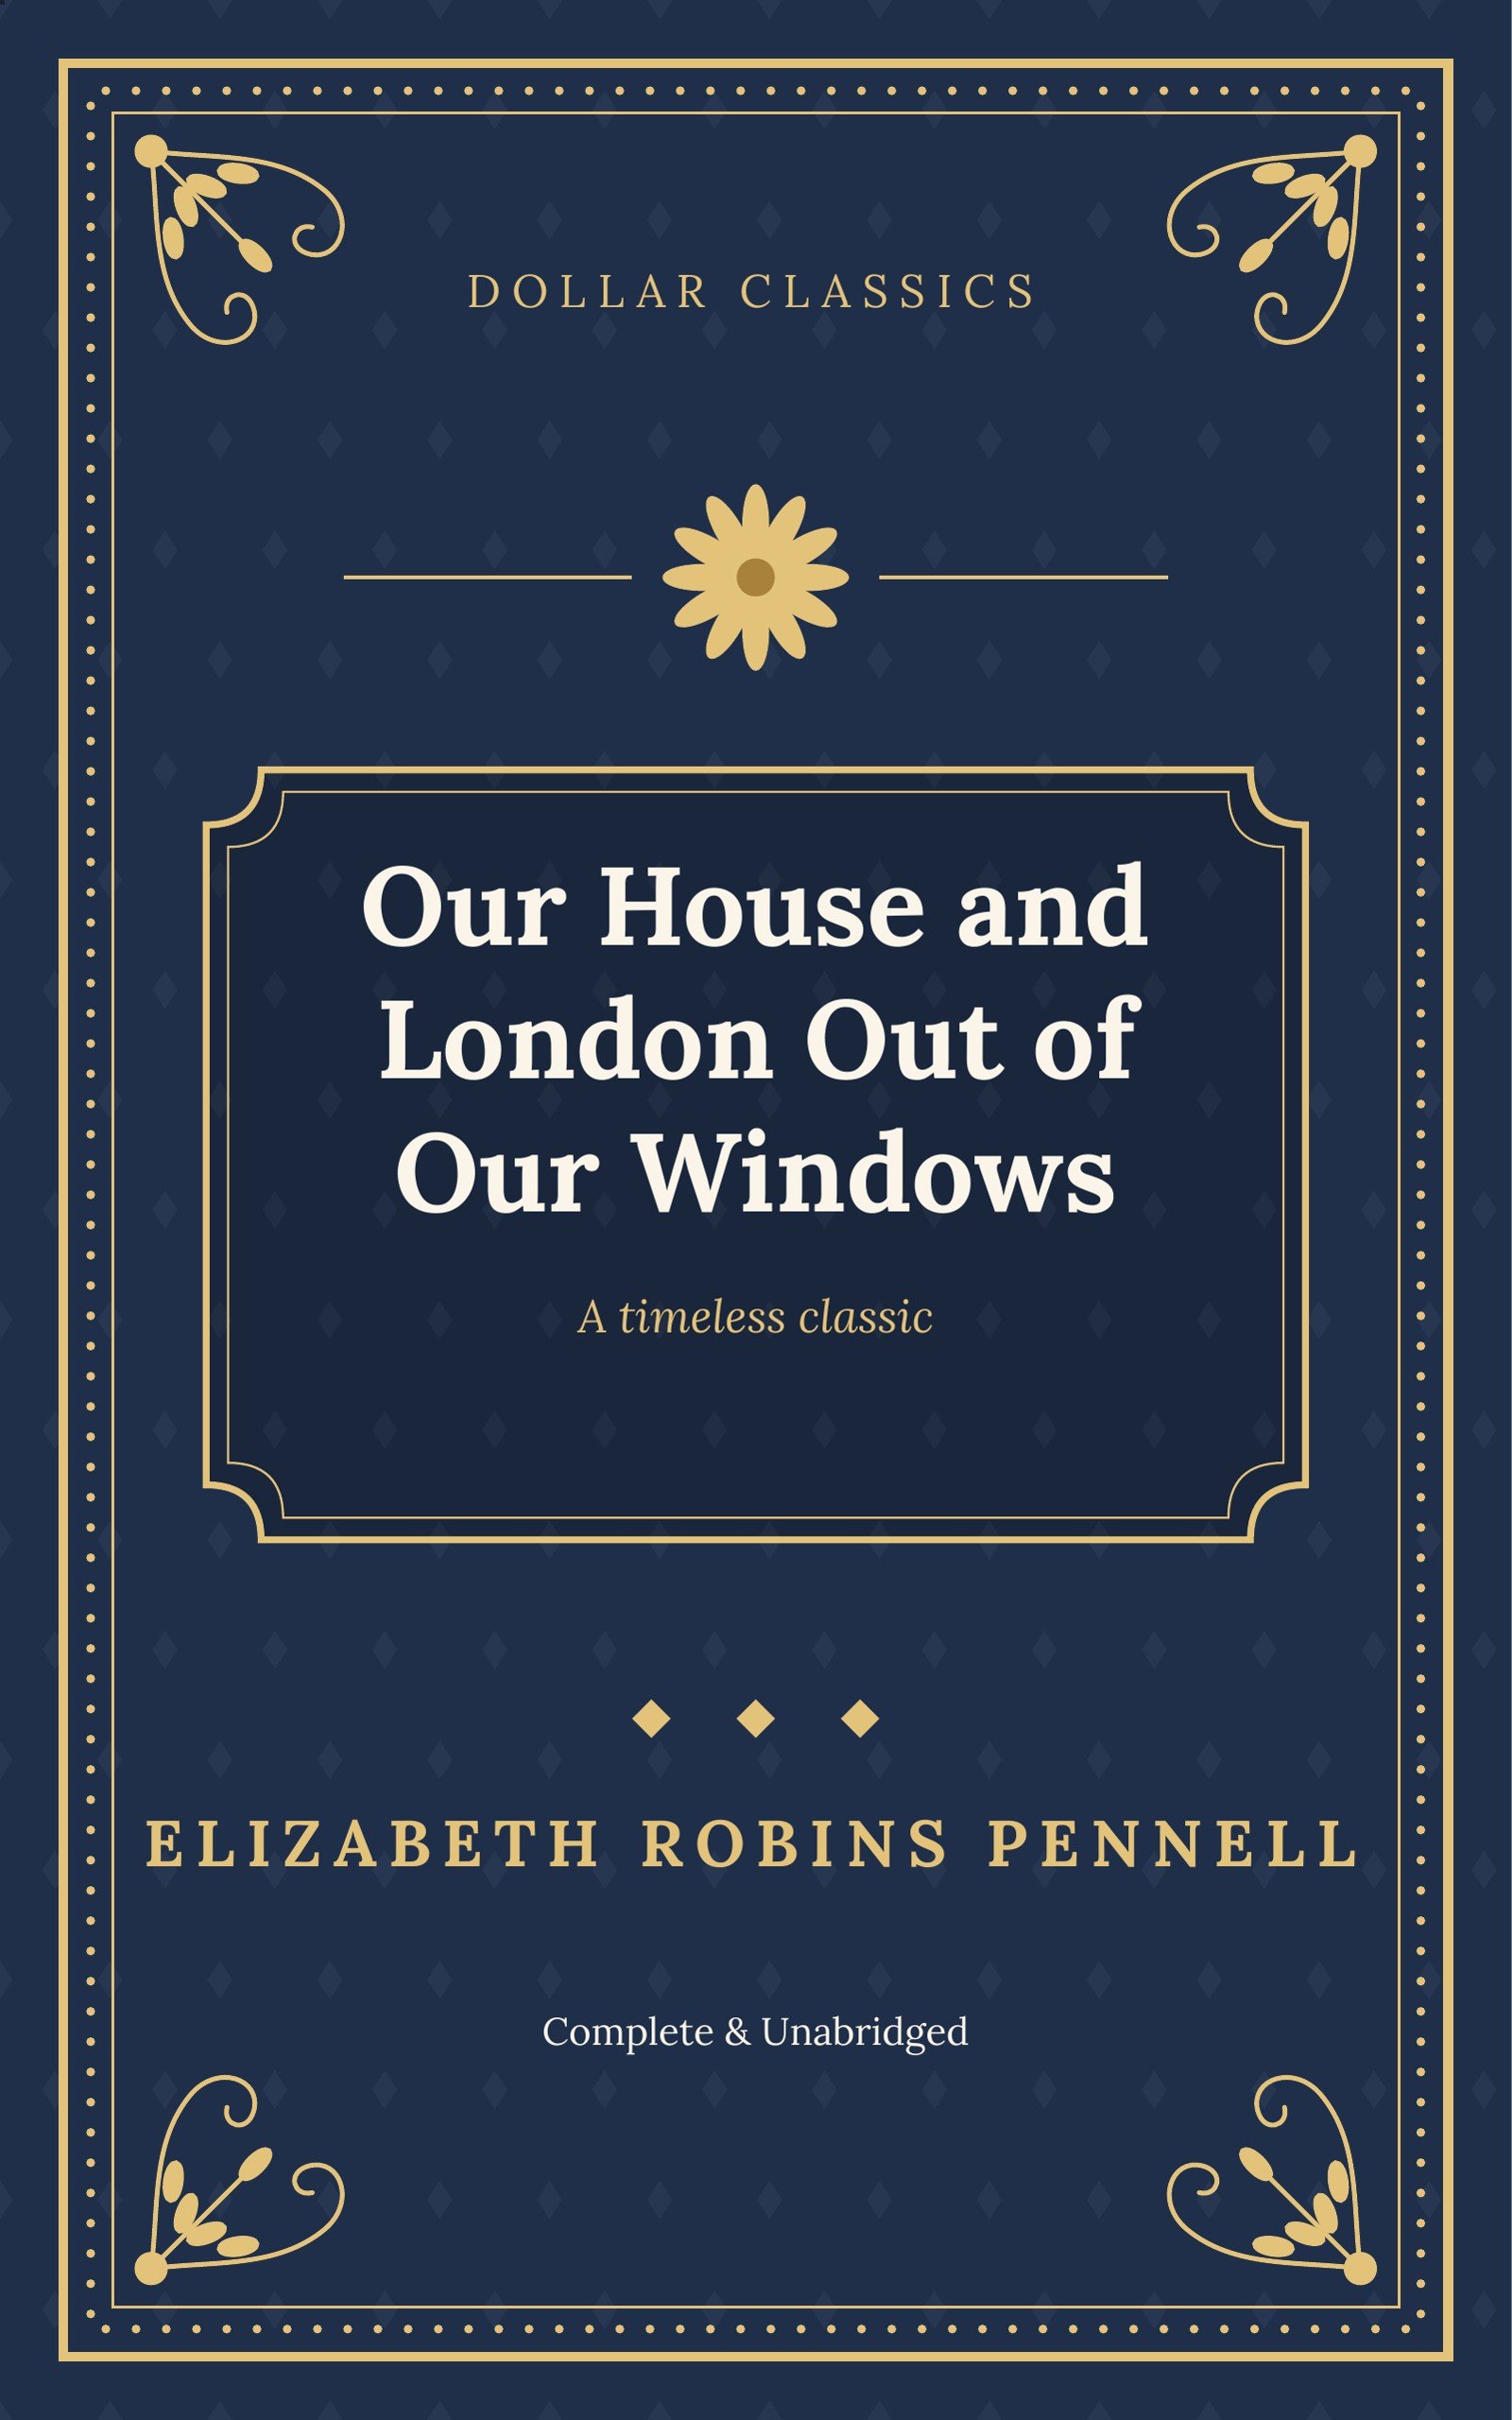 DOLLAR CLASSICS
Our House and
London Out of
Our Windows
A timeless classic
ELIZABETH ROBINS PENNELL
Complete & Unabridged